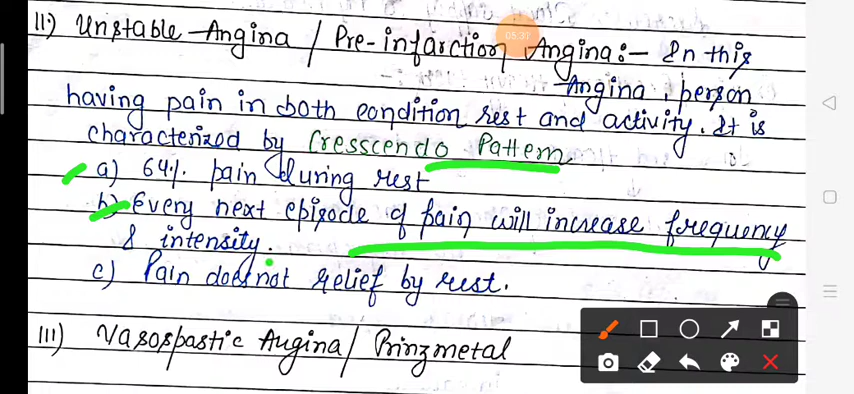 II) Unstable Angina / Pre-infarction Angina:- In this
Angina, person
having pain in both condition rest and activity. It is
characterized by Cresscendo Pattern
a) 64% pain during rest
b) Every next episode of pain will increase frequency
& intensity.
c) Pain does not relief by rest.
III) Vasospastic Angina / Prinzmetal
05:37